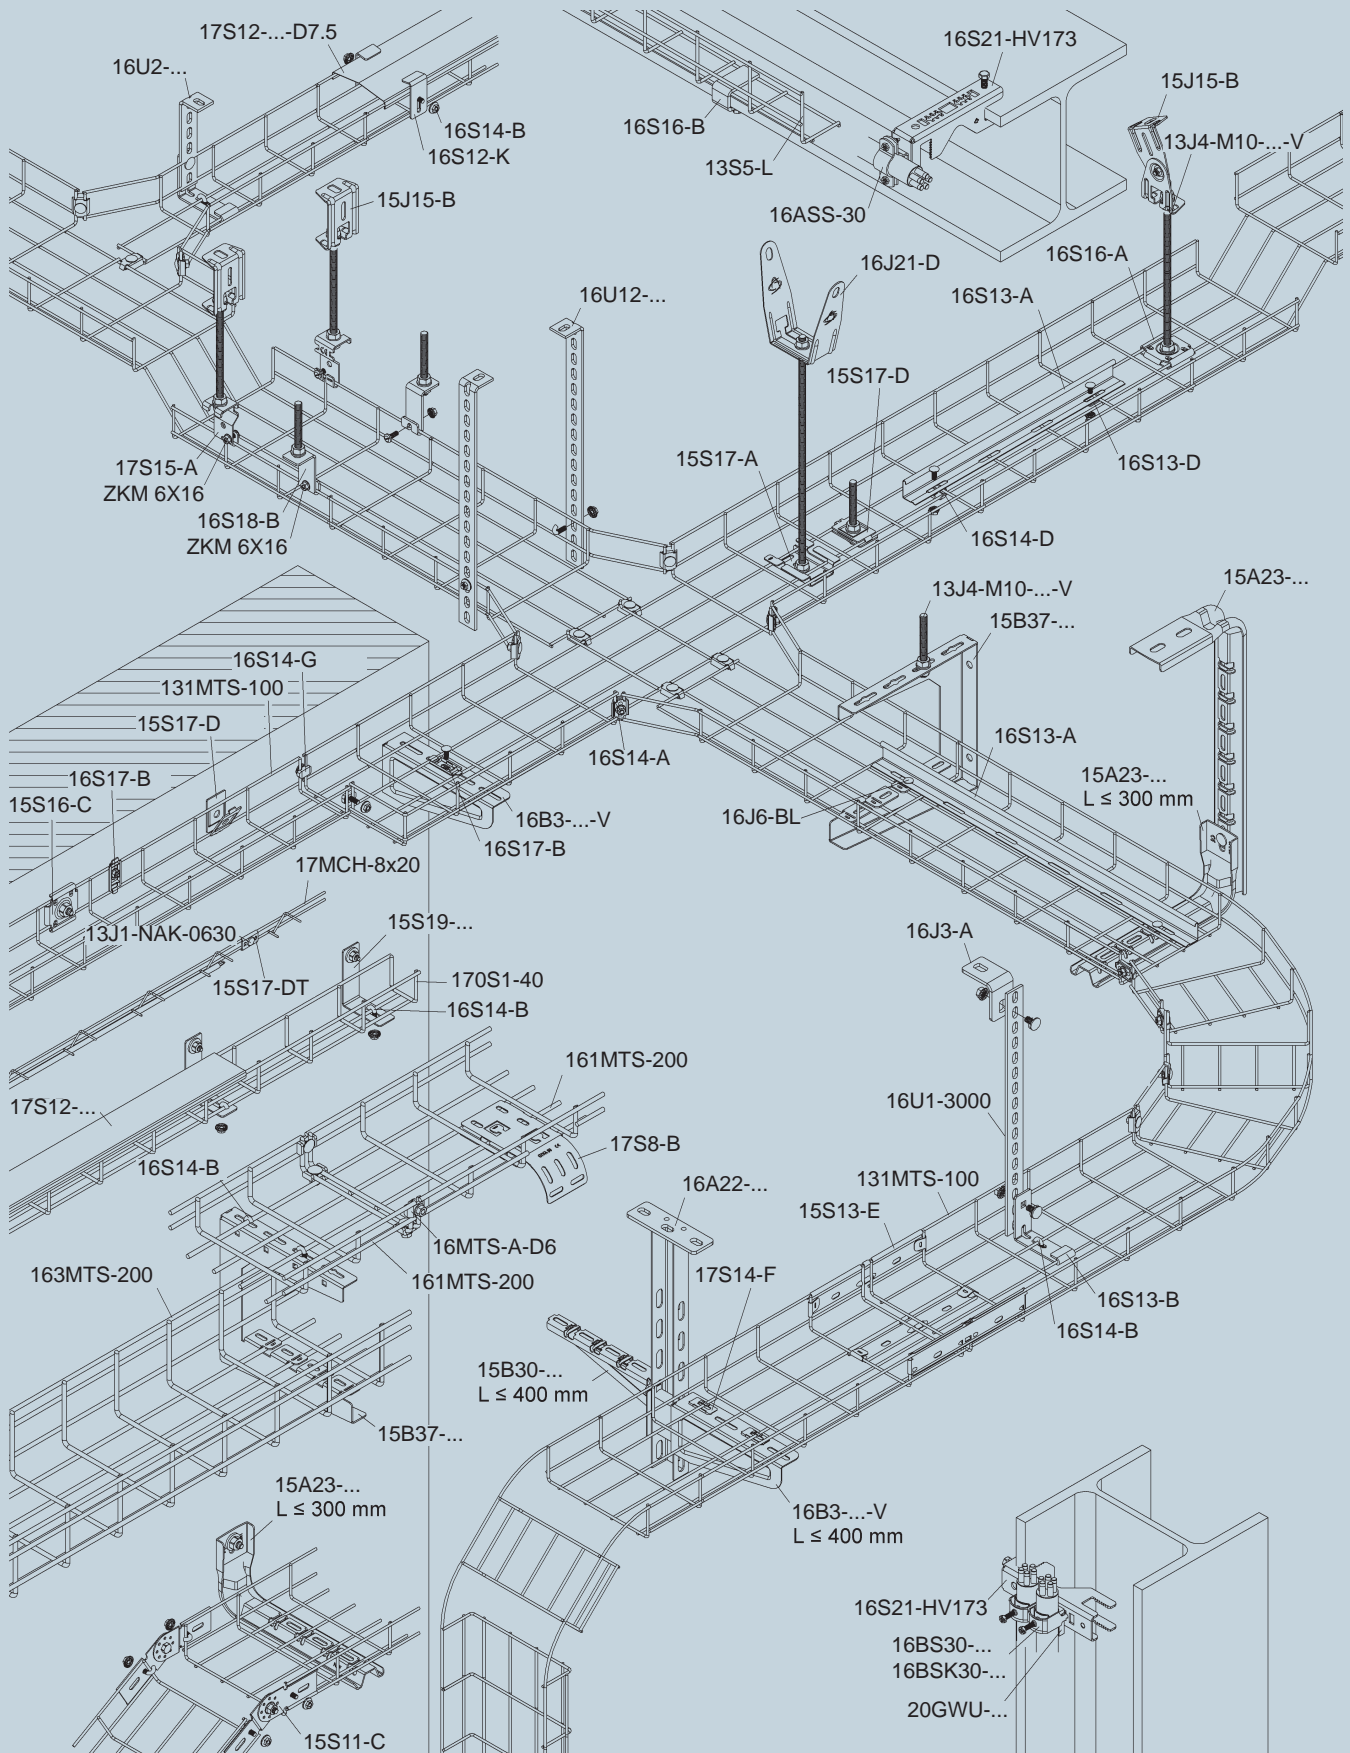 17S12-...-D7.5
16U2-...
16S14-B
16S12-K
16S16-B
13S5-L
16ASS-30
16S21-HV173
15J15-B
13J4-M10-...-V
15J15-B
16J21-D
16S16-A
16S13-A
16U12-...
15S17-D
15S17-A
16S13-D
16S14-D
17S15-A
ZKM 6X16
16S18-B
ZKM 6X16
13J4-M10-...-V
15B37-...
15A23-...
16S14-G
131MTS-100
15S17-D
16S17-B
15S16-C
16S14-A
16S13-A
15A23-...
L ≤ 300 mm
16J6-BL
16B3-...-V
16S17-B
17MCH-8x20
13J1-NAK-0630
15S17-DT
15S19-...
170S1-40
16S14-B
16J3-A
161MTS-200
17S12-...
16U1-3000
17S8-B
16S14-B
131MTS-100
16A22-...
15S13-E
16MTS-A-D6
161MTS-200
163MTS-200
17S14-F
16S13-B
16S14-B
15B30-...
L ≤ 400 mm
15B37-...
15A23-...
L ≤ 300 mm
16B3-...-V
L ≤ 400 mm
16S21-HV173
16BS30-...
16BSK30-...
20GWU-...
15S11-C